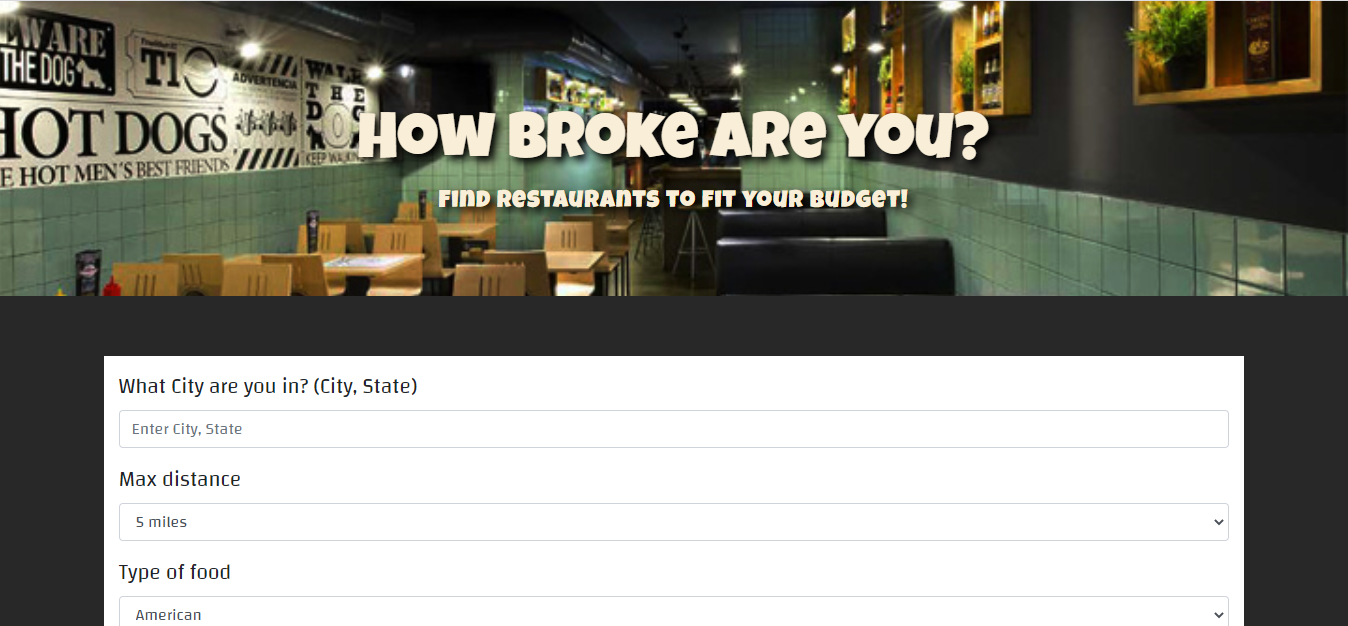 EWARE
THE DOG
T1
ADVERTENCIA
WALK
THE
DOG
KEEP WALKING
HOT DOGS
E HOT MEN'S BEST FRIENDS
HOW BROKE ARE YOU?
FIND RESTAURANTS TO FIT YOUR BUDGET!
What City are you in? (City, State)
Enter City, State
Max distance
5 miles
Type of food
American